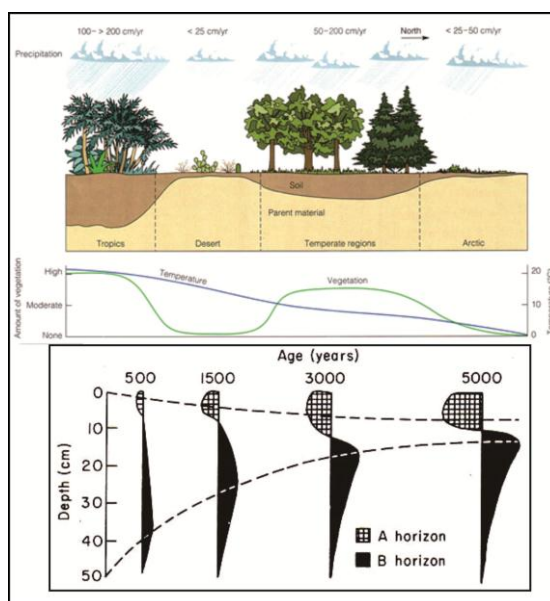 100– > 200 cm/yr < 25 cm/yr 50–200 cm/yr North < 25–50 cm/yr
Precipitation
Soil
Parent material
Tropics Desert Temperate regions Arctic
High Temperature Vegetation 20
Moderate 10
None 0
Amount of vegetation
Temperature
Age (years)
500 1500 3000 5000
0
10
20
30
40
50
Depth (cm)
A horizon
B horizon